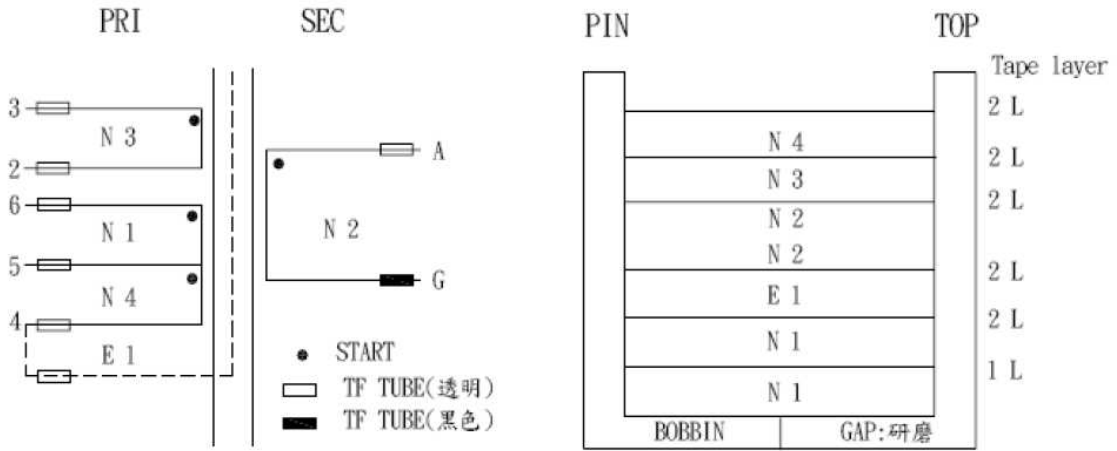 PRI
SEC
3
N 3
2
6
N 1
5
N 4
4
E 1
A
N 2
G
START
TF TUBE(透明)
TF TUBE(黑色)
PIN
TOP
Tape layer
2 L
N 4
2 L
N 3
2 L
N 2
N 2
2 L
E 1
2 L
N 1
1 L
N 1
BOBBIN
GAP:研磨